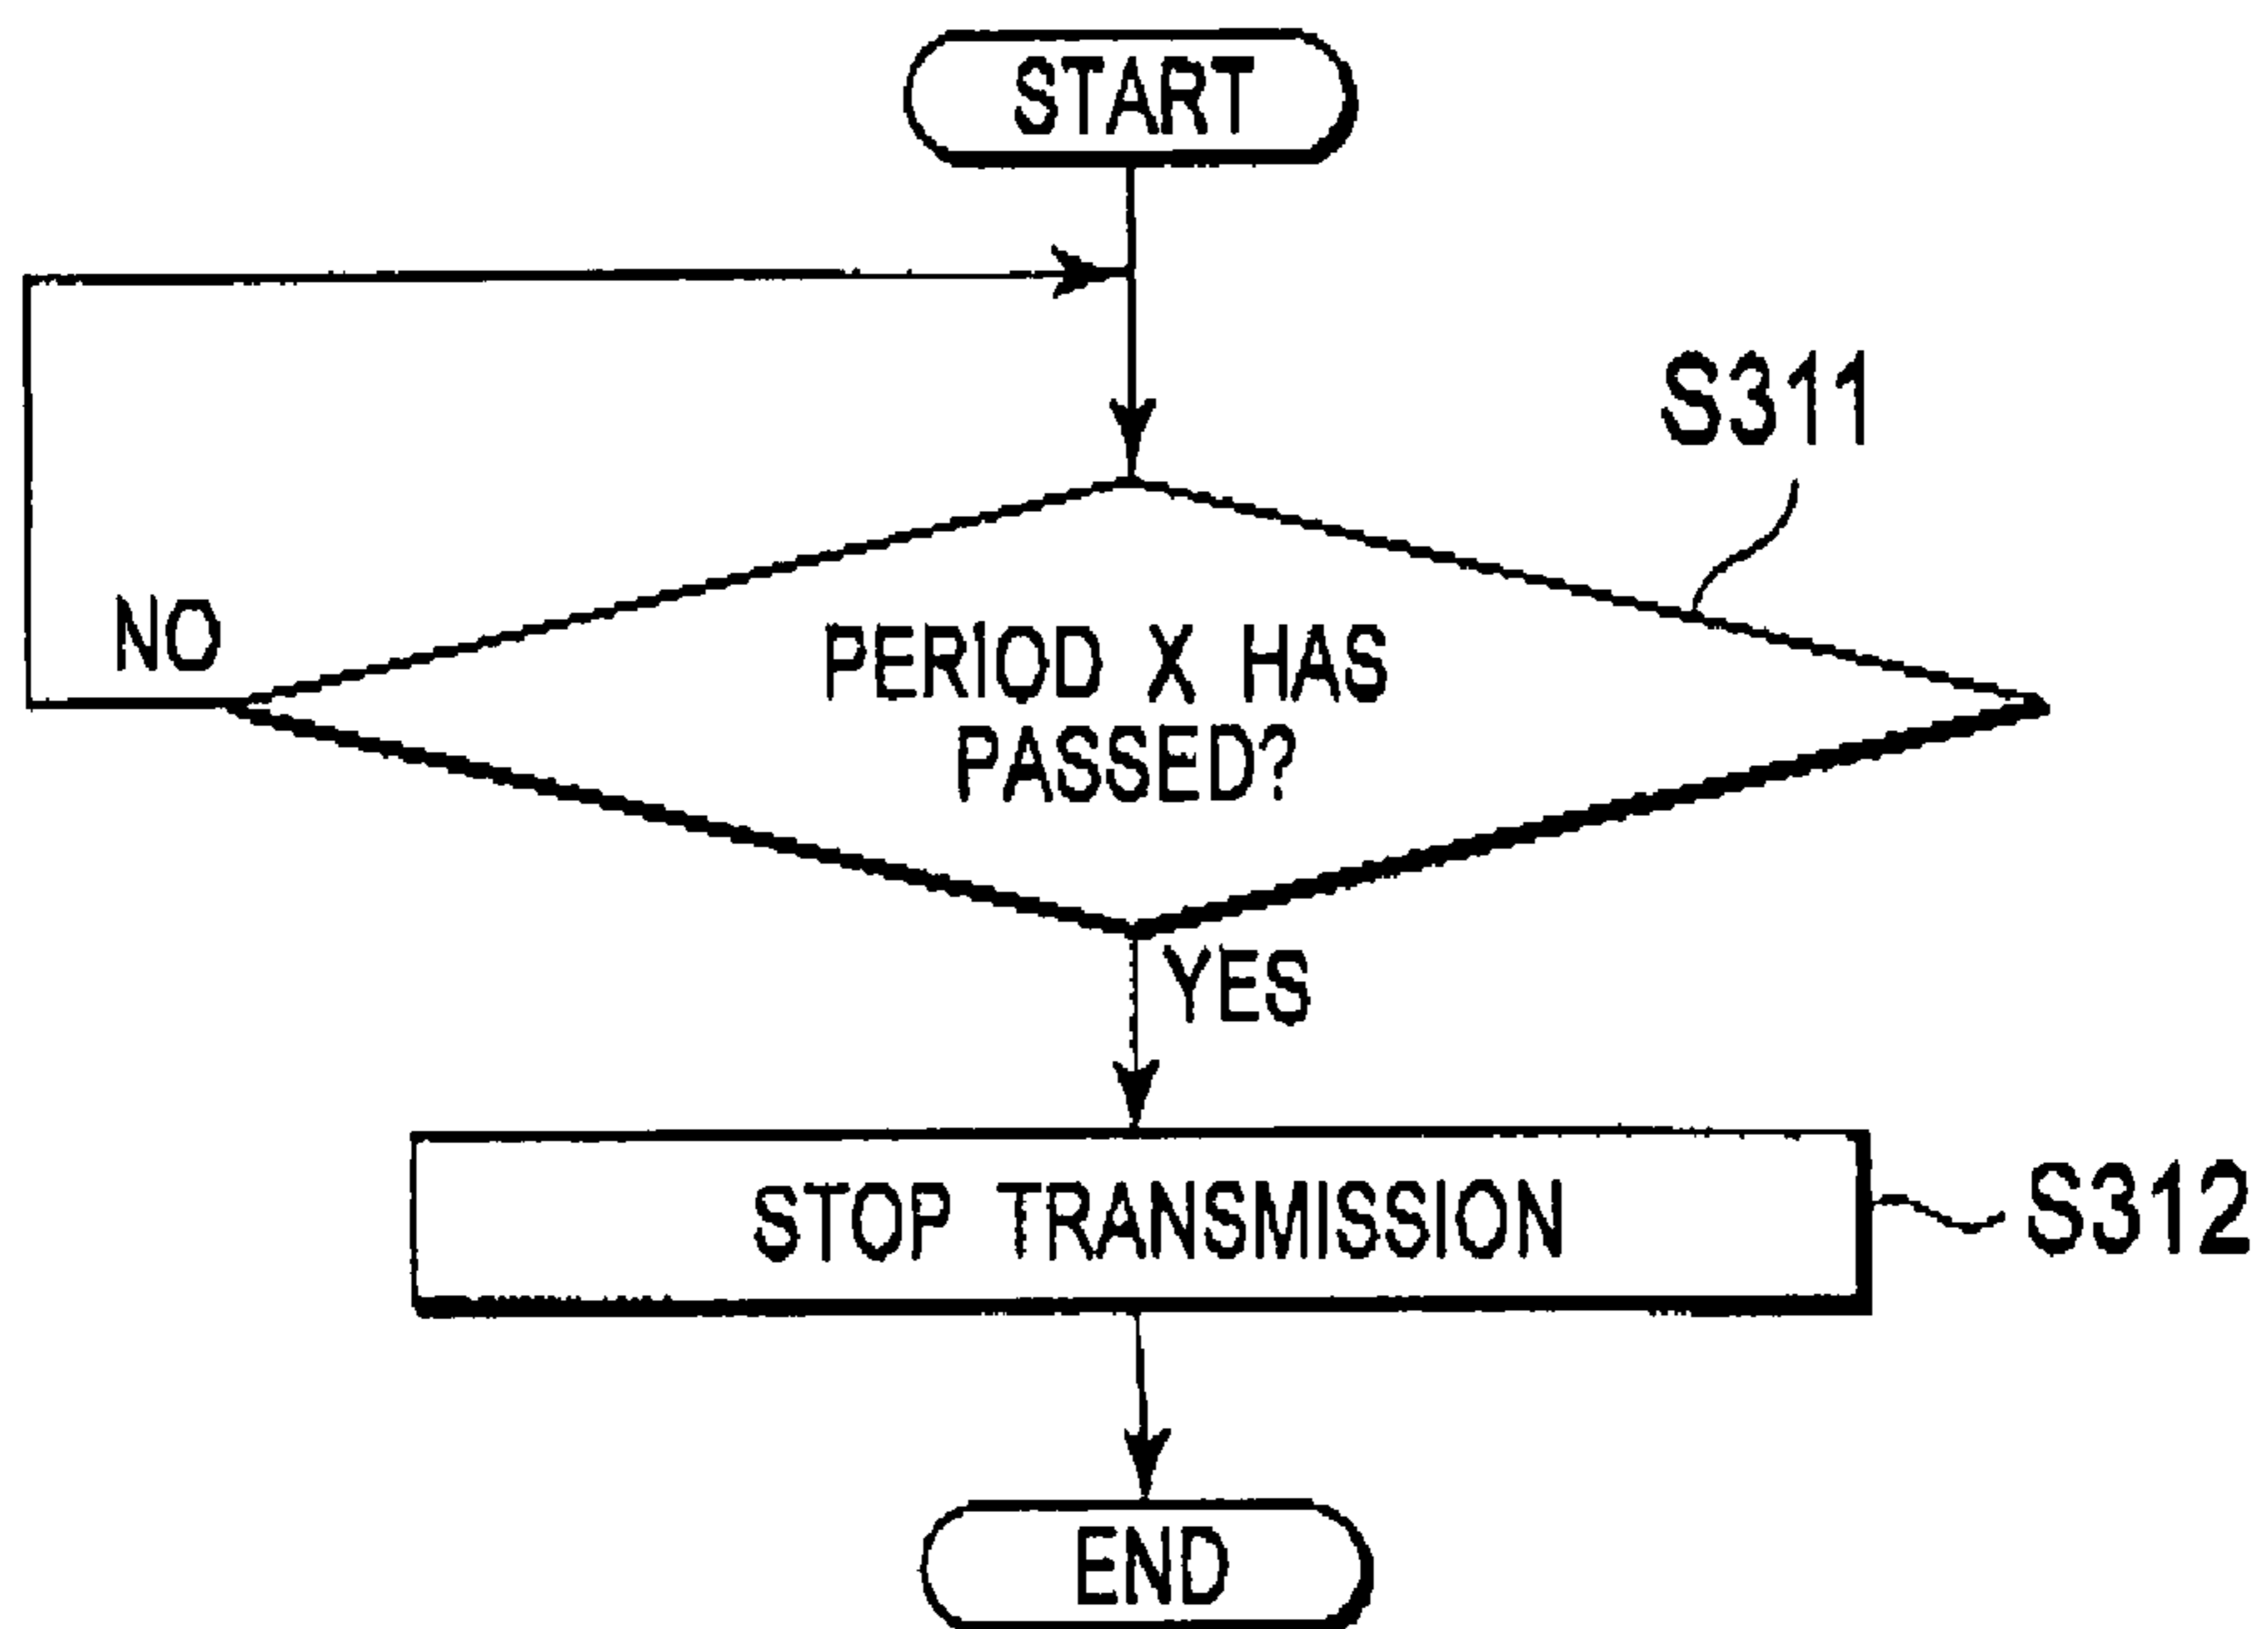 START
S311
NO
PERIOD X HAS
PASSED?
YES
STOP TRANSMISSION
S312
END